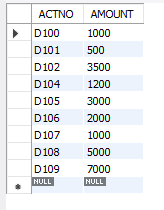 ACTNO AMOUNT
D100 1000
D101 500
D102 3500
D104 1200
D105 3000
D106 2000
D107 1000
D108 5000
D109 7000
NULL NULL